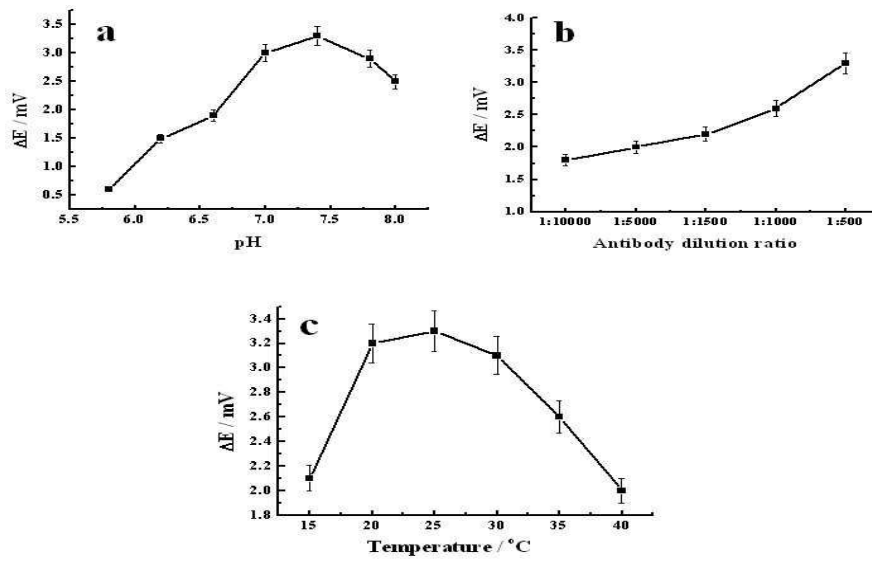 a
ΔE / mV
3.5
3.0
2.5
2.0
1.5
1.0
0.5
5.5 6.0 6.5 7.0 7.5 8.0
pH
b
ΔE / mV
4.0
3.5
3.0
2.5
2.0
1.5
1.0
1:10000 1:5000 1:1500 1:1000 1:500
Antibody dilution ratio
c
ΔE / mV
3.4
3.2
3.0
2.8
2.6
2.4
2.2
2.0
1.8
15 20 25 30 35 40
Temperature / °C